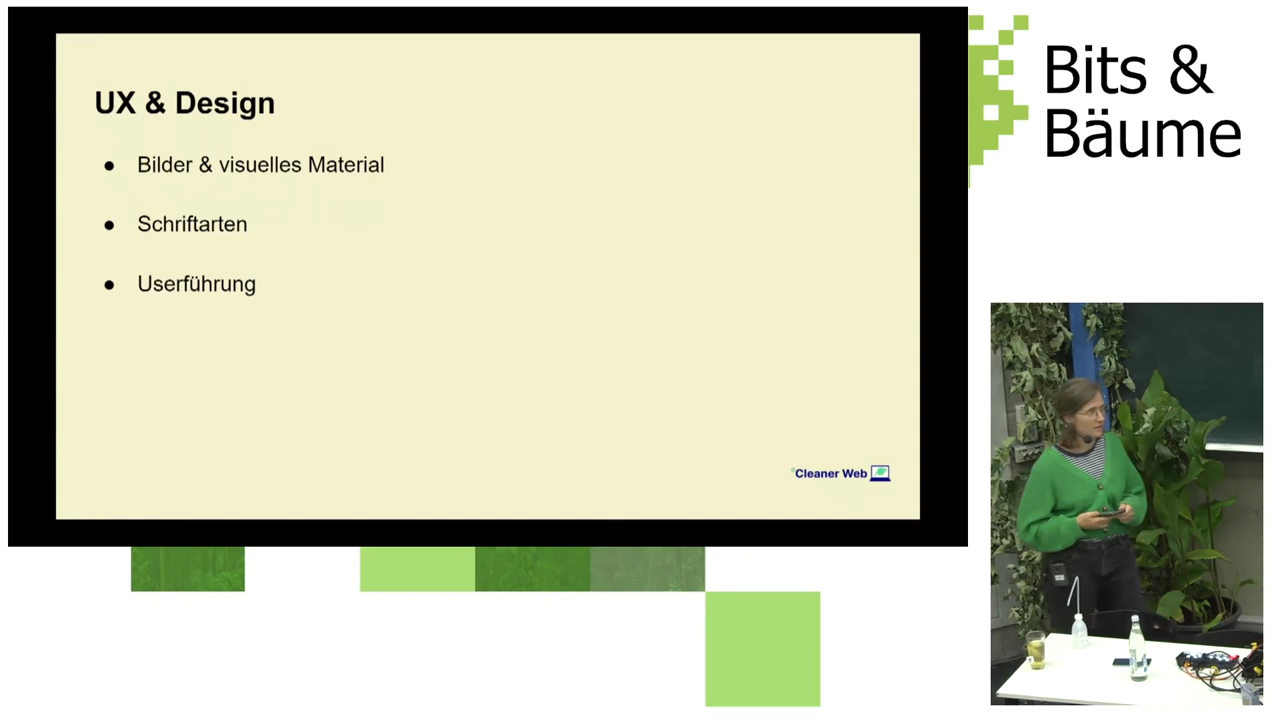 UX & Design
● Bilder & visuelles Material
● Schriftarten
● Userführung
Cleaner Web
Bits &
Bäume